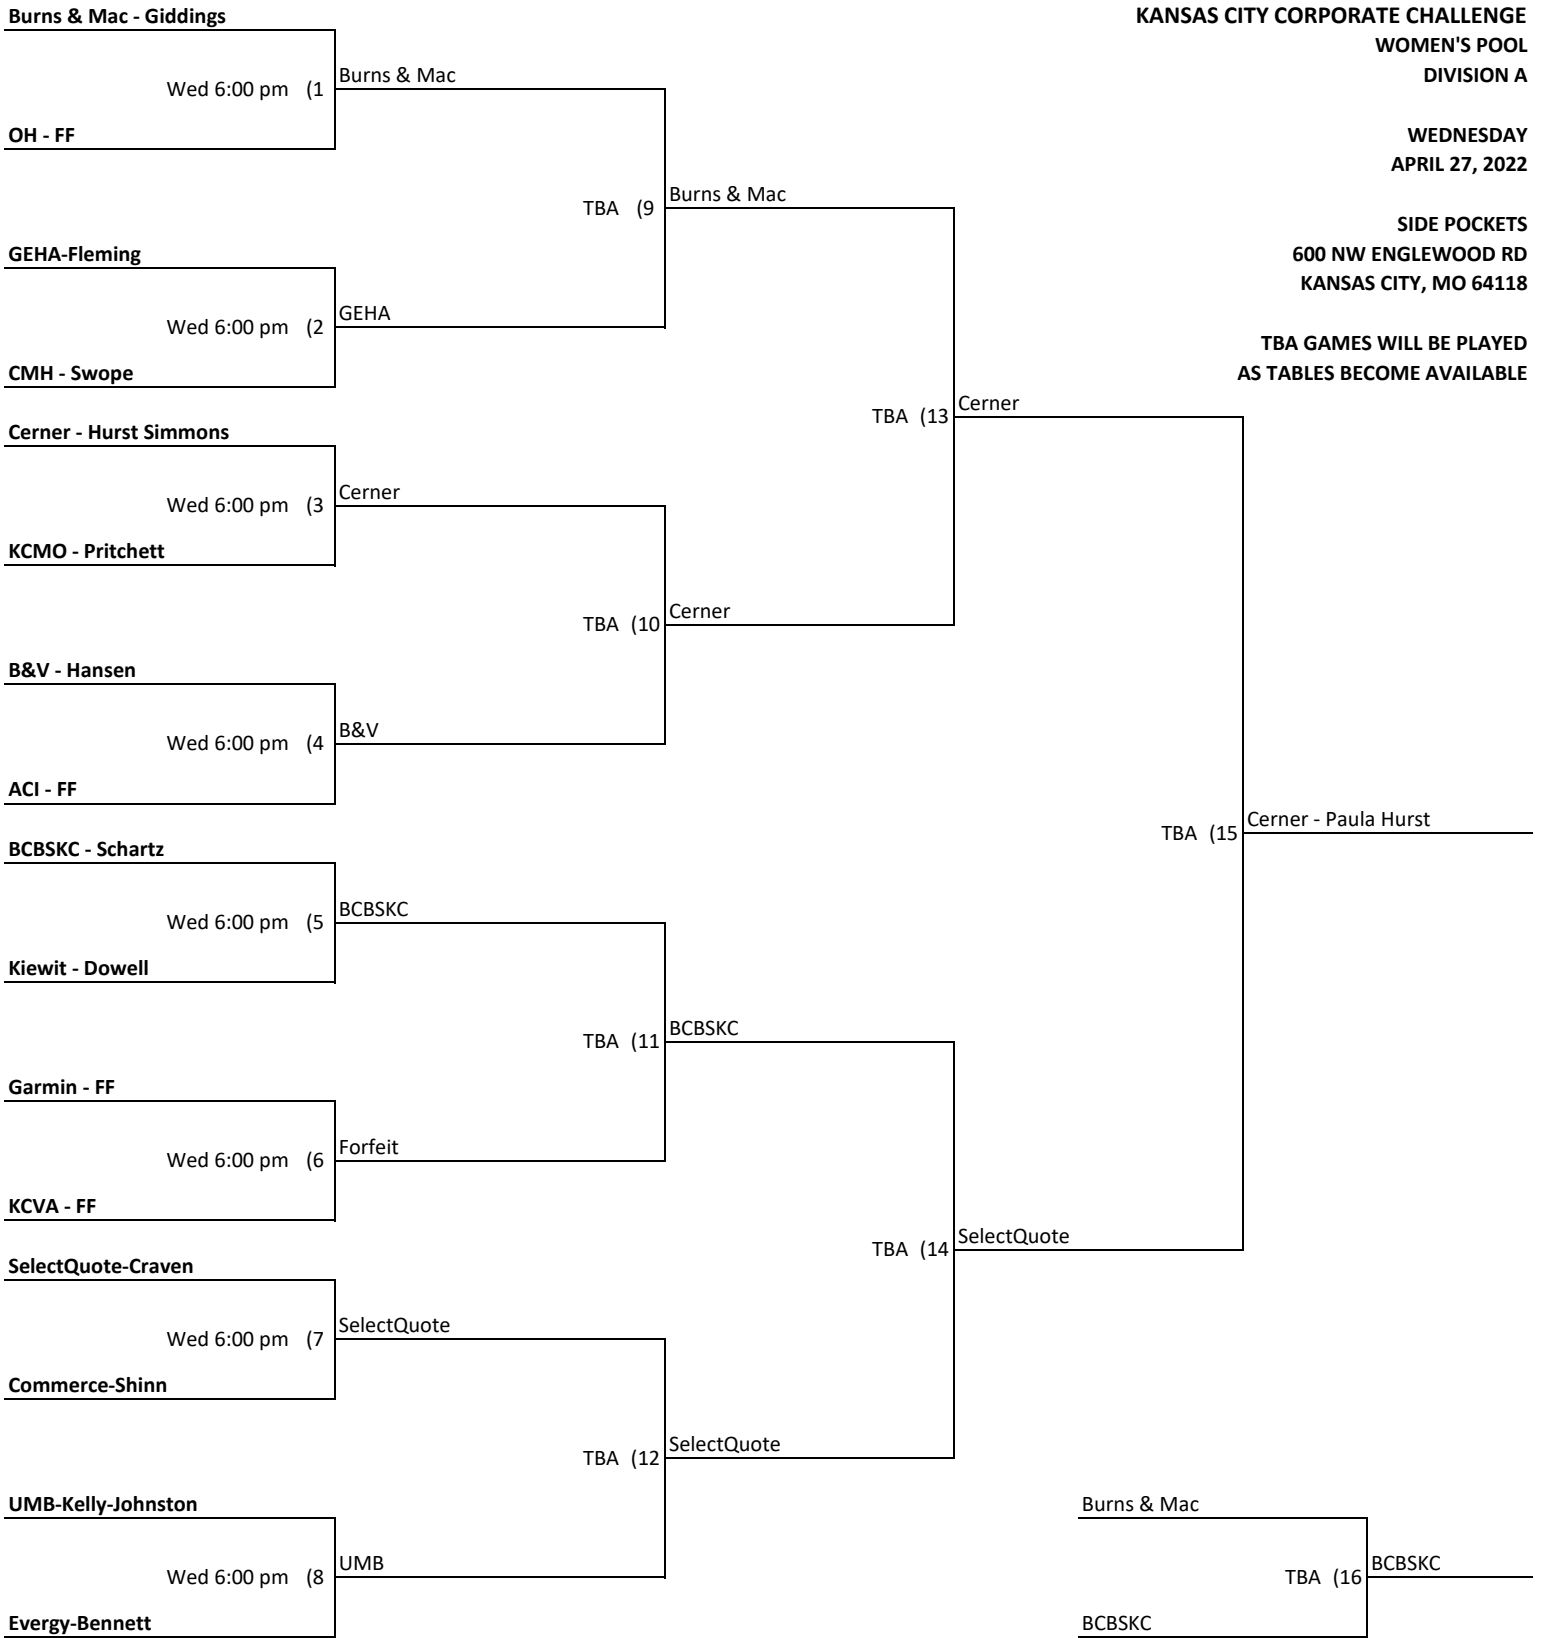 Burns & Mac - Giddings
KANSAS CITY CORPORATE CHALLENGE
WOMEN'S POOL
Burns & Mac
DIVISION A
Wed 6:00 pm (1
OH - FF
WEDNESDAY
APRIL 27, 2022
Burns & Mac
TBA (9
SIDE POCKETS
GEHA-Fleming
600 NW ENGLEWOOD RD
KANSAS CITY, MO 64118
GEHA
Wed 6:00 pm (2
TBA GAMES WILL BE PLAYED
CMH - Swope
AS TABLES BECOME AVAILABLE
Cerner
TBA (13
Cerner - Hurst Simmons
Cerner
Wed 6:00 pm (3
KCMO - Pritchett
Cerner
TBA (10
B&V - Hansen
B&V
Wed 6:00 pm (4
ACI - FF
Cerner - Paula Hurst
TBA (15
BCBSKC - Schartz
BCBSKC
Wed 6:00 pm (5
Kiewit - Dowell
BCBSKC
TBA (11
Garmin - FF
Forfeit
Wed 6:00 pm (6
KCVA - FF
SelectQuote
TBA (14
SelectQuote-Craven
SelectQuote
Wed 6:00 pm (7
Commerce-Shinn
SelectQuote
TBA (12
UMB-Kelly-Johnston
Burns & Mac
UMB
BCBSKC
Wed 6:00 pm (8
TBA (16
Evergy-Bennett
BCBSKC